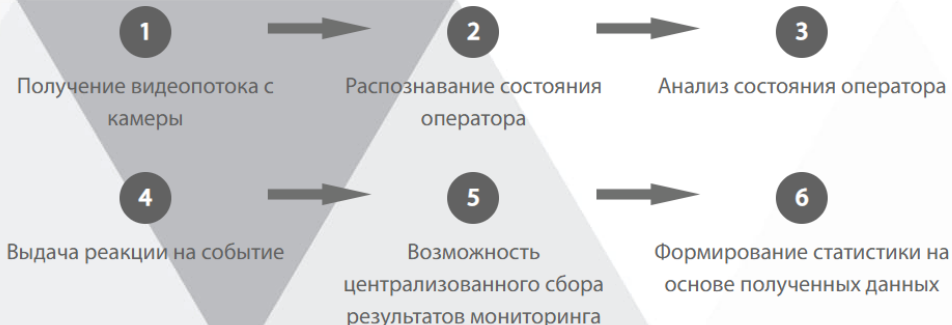 1
2
3
Получение видеопотока с
камеры
Распознавание состояния
оператора
Анализ состояния оператора
4
5
6
Выдача реакции на событие
Возможность
централизованного сбора
результатов мониторинга
Формирование статистики на
основе полученных данных